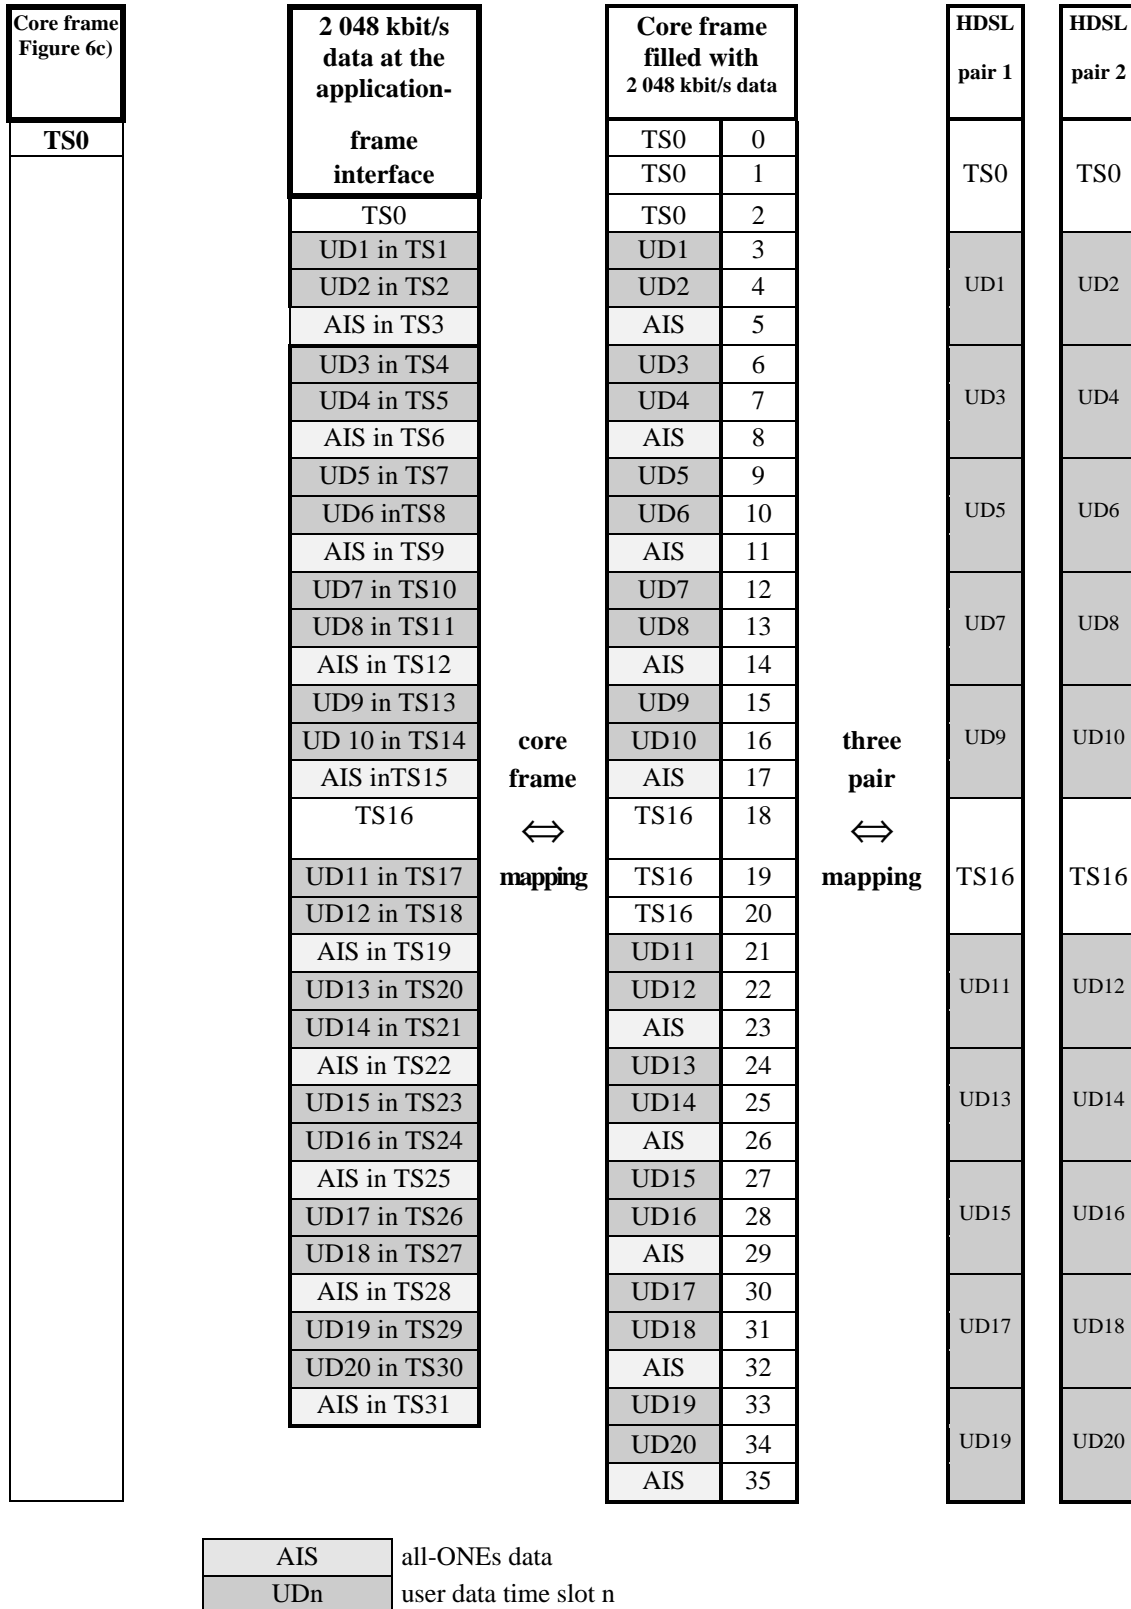 Core frame
Figure 6c)
TS0
2 048 kbit/s
data at the
application-
frame
interface
TS0
UD1 in TS1
UD2 in TS2
AIS in TS3
UD3 in TS4
UD4 in TS5
AIS in TS6
UD5 in TS7
UD6 inTS8
AIS in TS9
UD7 in TS10
UD8 in TS11
AIS in TS12
UD9 in TS13
UD 10 in TS14
AIS inTS15
TS16
UD11 in TS17
UD12 in TS18
AIS in TS19
UD13 in TS20
UD14 in TS21
AIS in TS22
UD15 in TS23
UD16 in TS24
AIS in TS25
UD17 in TS26
UD18 in TS27
AIS in TS28
UD19 in TS29
UD20 in TS30
AIS in TS31
core
frame
⇔
mapping
Core frame
filled with
2 048 kbit/s data
TS0 0
TS0 1
TS0 2
UD1 3
UD2 4
AIS 5
UD3 6
UD4 7
AIS 8
UD5 9
UD6 10
AIS 11
UD7 12
UD8 13
AIS 14
UD9 15
UD10 16
AIS 17
TS16 18
TS16 19
TS16 20
UD11 21
UD12 22
AIS 23
UD13 24
UD14 25
AIS 26
UD15 27
UD16 28
AIS 29
UD17 30
UD18 31
AIS 32
UD19 33
UD20 34
AIS 35
three
pair
⇔
mapping
HDSL
pair 1
TS0
UD1
UD3
UD5
UD7
UD9
TS16
UD11
UD13
UD15
UD17
UD19
HDSL
pair 2
TS0
UD2
UD4
UD6
UD8
UD10
TS16
UD12
UD14
UD16
UD18
UD20
AIS all-ONEs data
UDn user data time slot n